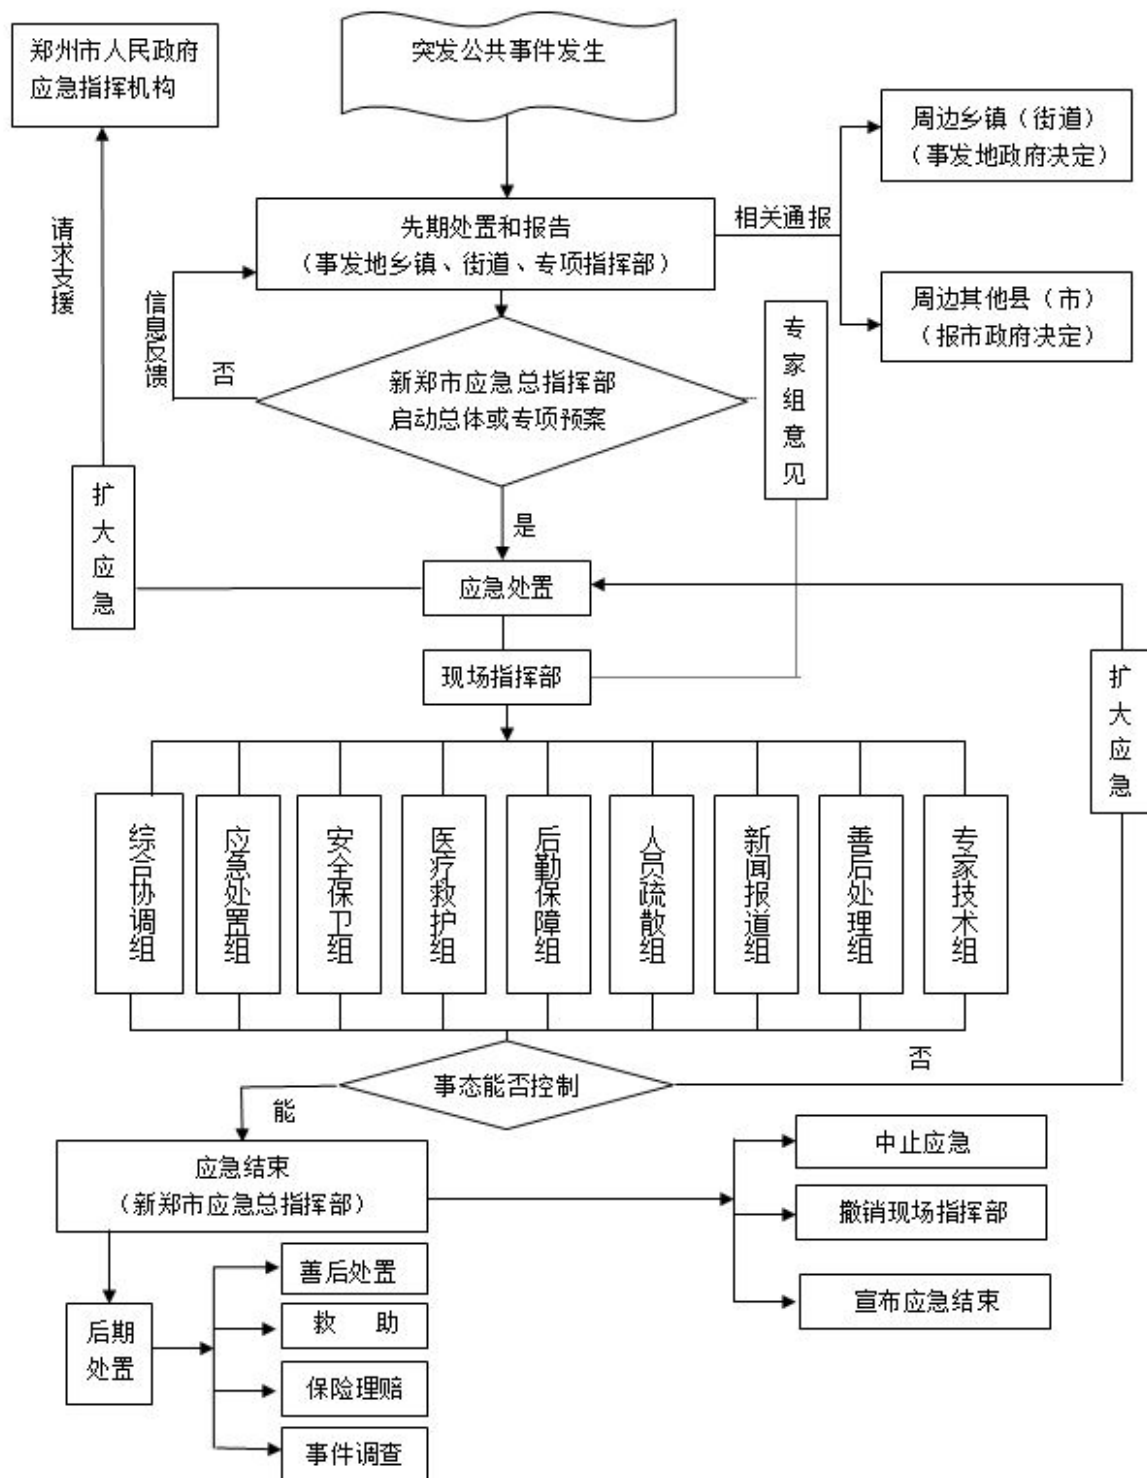 突发公共事件发生
郑州市人民政府
应急指挥机构
周边乡镇（街道）
（事发地政府决定）
请求支援
先期处置和报告
（事发地乡镇、街道、专项指挥部）
相关通报
周边其他县（市）
（报市政府决定）
信息反馈
否
新郑市应急总指挥部
启动总体或专项预案
专家组意见
扩大应急
是
应急处置
现场指挥部
扩大应急
综合协调组
应急处置组
安全保卫组
医疗救护组
后勤保障组
人员疏散组
新闻报道组
善后处理组
专家技术组
事态能否控制
否
能
应急结束
（新郑市应急总指挥部）
中止应急
撤销现场指挥部
宣布应急结束
后期
处置
善后处置
救 助
保险理赔
事件调查